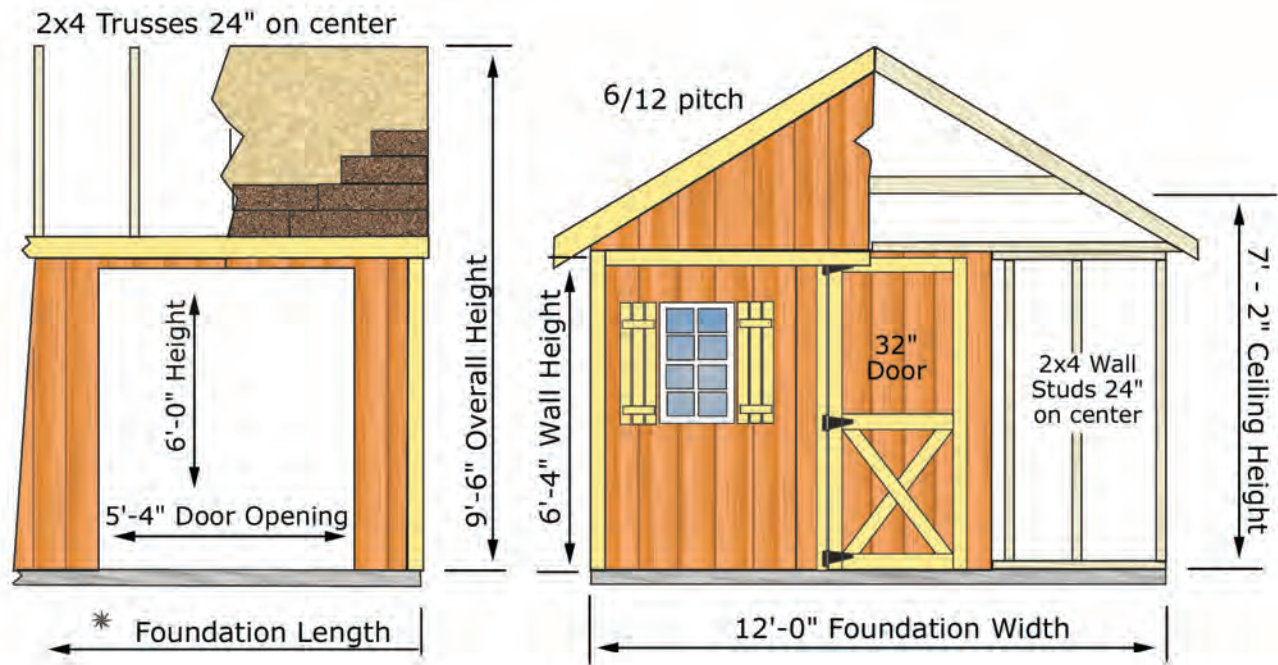 2x4 Trusses 24" on center
6'-0" Height
5'-4" Door Opening
* Foundation Length
9'-6" Overall Height
6/12 pitch
6'-4" Wall Height
32"
Door
2x4 Wall
Studs 24"
on center
7' - 2" Ceiling Height
12'-0" Foundation Width